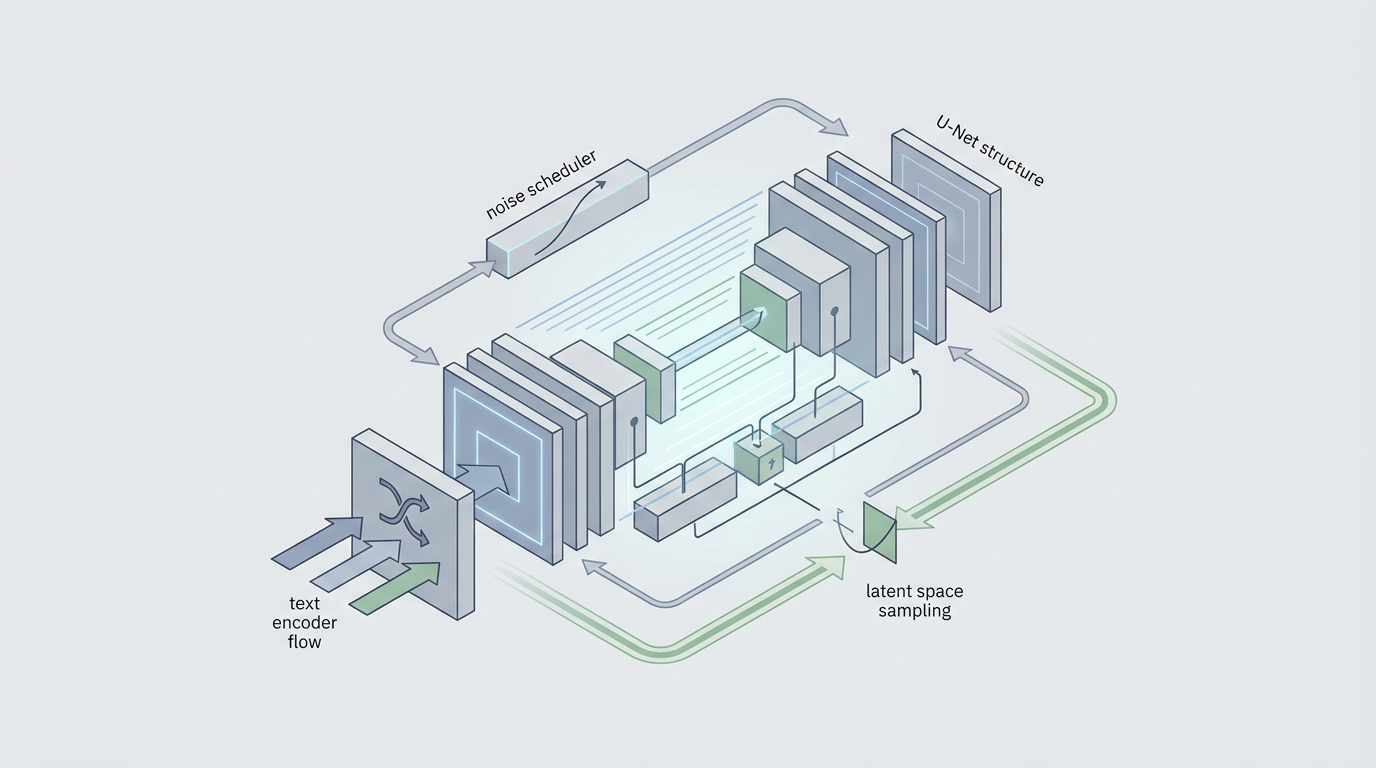 noise scheduler
U-Net structure
text
encoder
flow
latent space
sampling